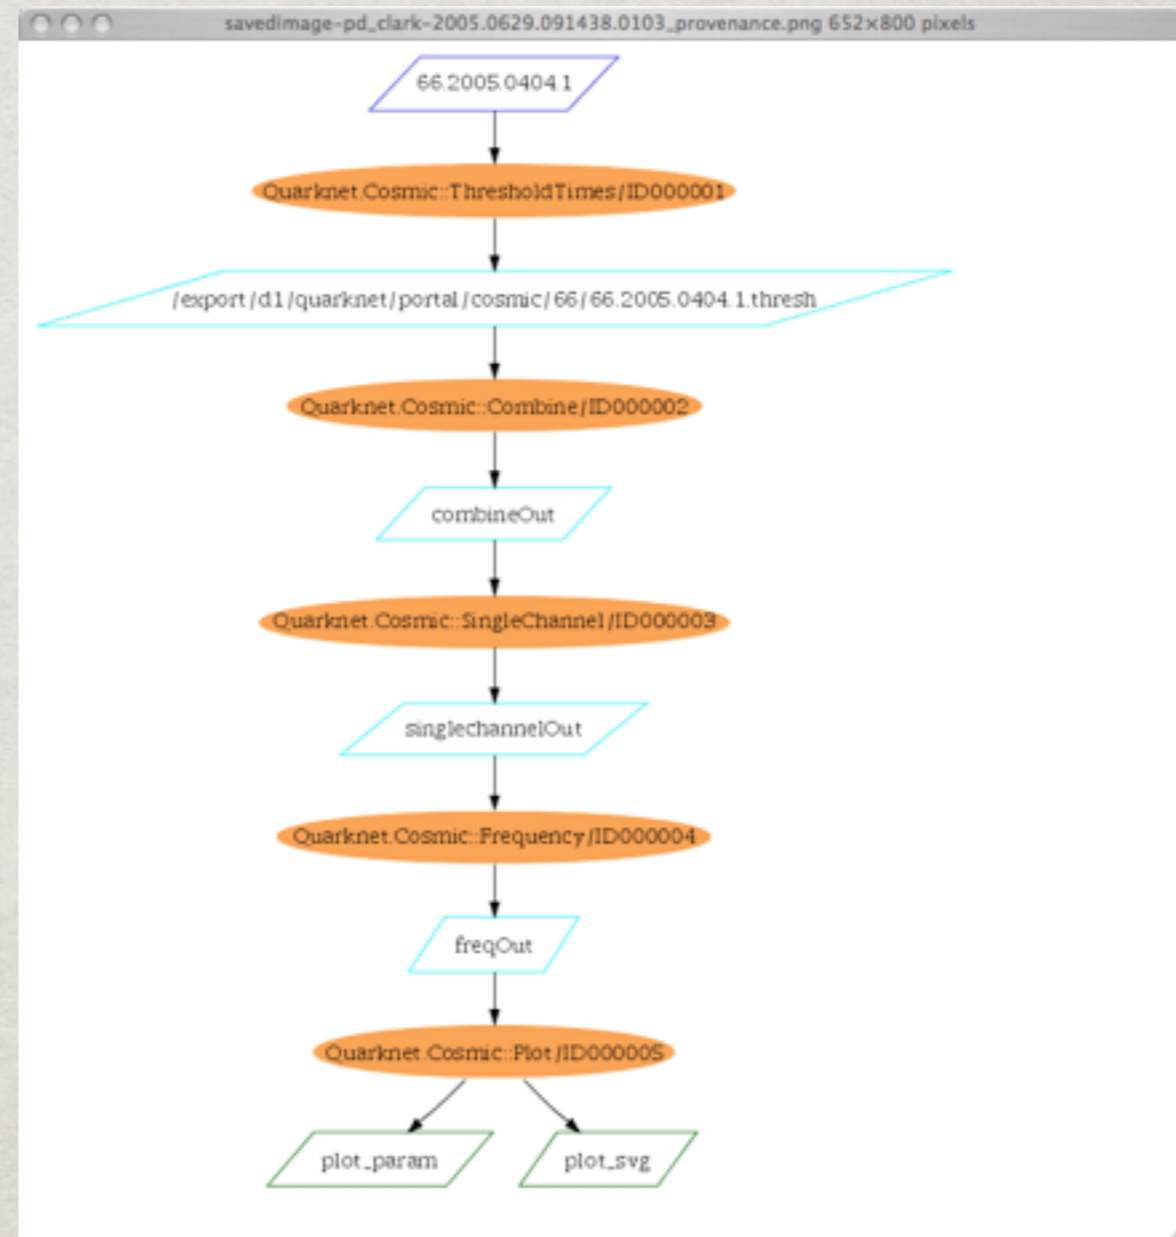 savedimage-pd_clark-2005.0629.091438.0103_provenance.png 652×800 pixels
66.2005.0404.1
Quarknet.Cosmic::ThresholdTimes/ID000001
/export/d1/quarknet/portal/cosmic/66/66.2005.0404.1.thresh
Quarknet.Cosmic::Combine/ID000002
combineOut
Quarknet.Cosmic::SingleChannel/ID000003
singlechannelOut
Quarknet.Cosmic::Frequency/ID000004
freqOut
Quarknet.Cosmic::Plot/ID000005
plot_param
plot_svg